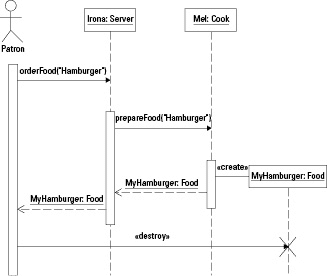 Irona: Server
Mel: Cook
Patron
orderFood("Hamburger")
prepareFood("Hamburger")
«create»
MyHamburger: Food
MyHamburger: Food
MyHamburger: Food
«destroy»